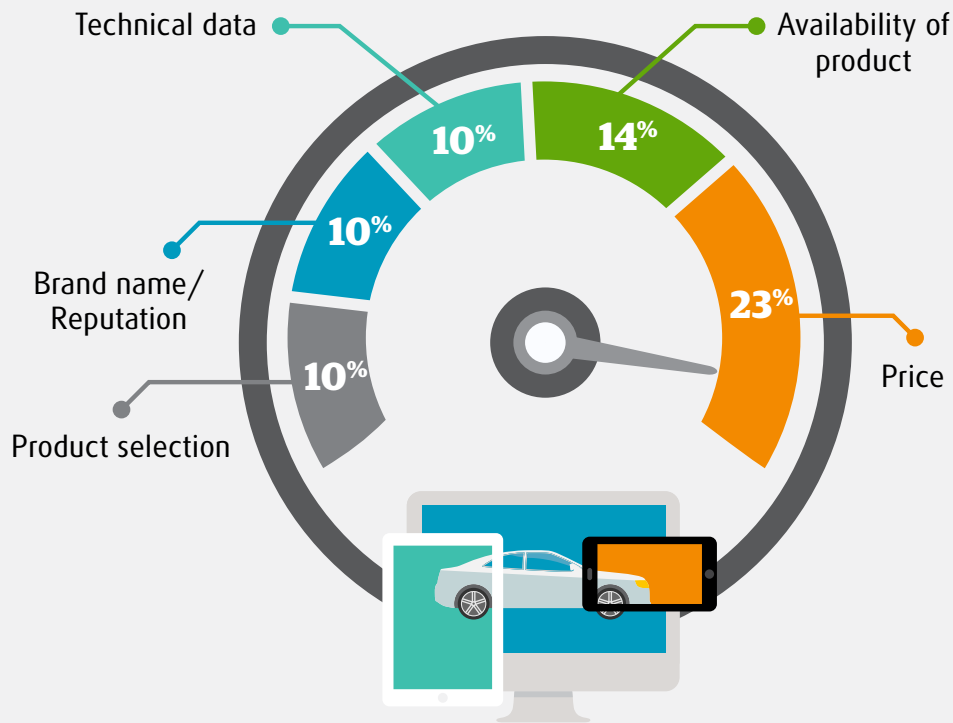 Technical data
Availability of
product
10%
14%
10%
Brand name/
Reputation
23%
Price
10%
Product selection